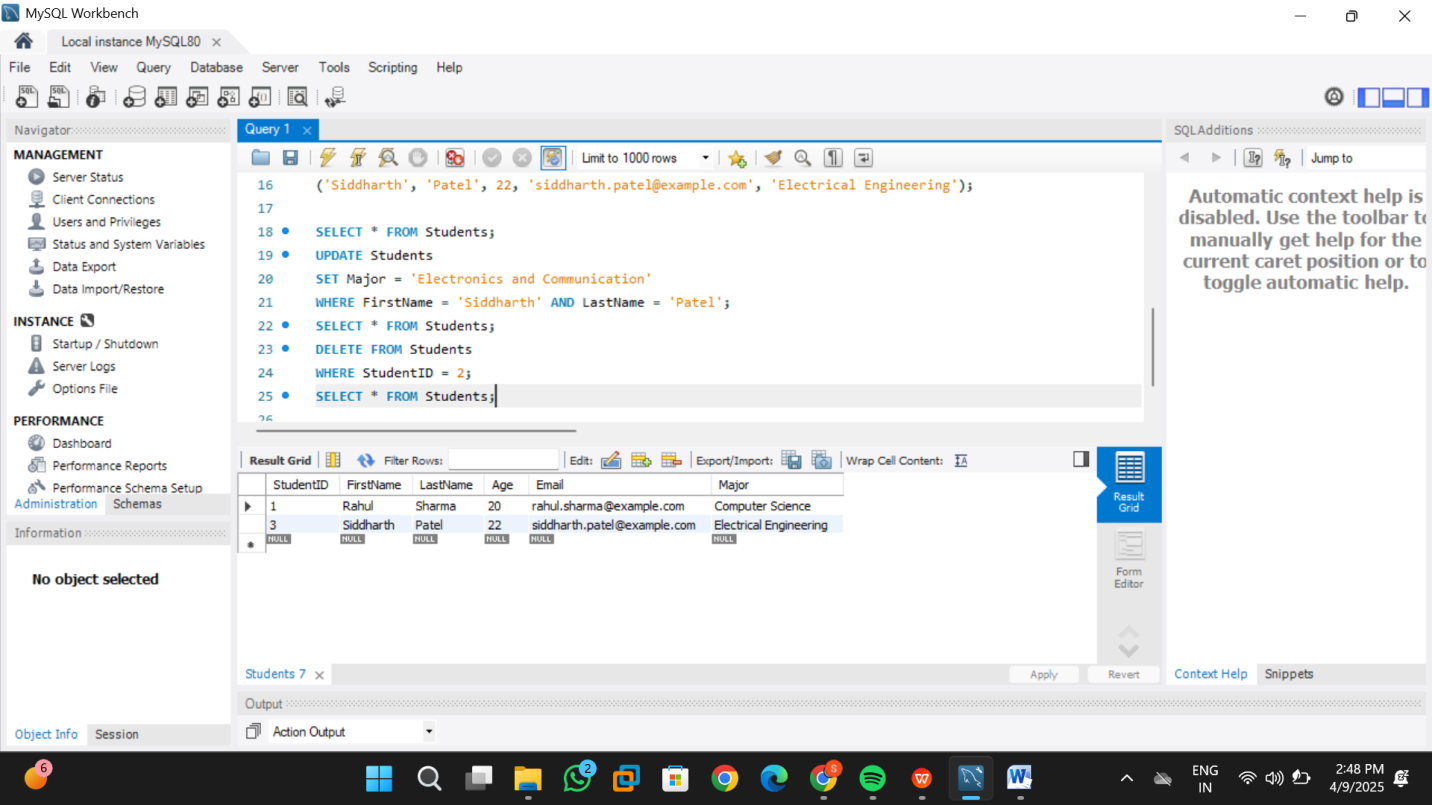 MySQL Workbench
Local instance MySQL80
File Edit View Query Database Server Tools Scripting Help
Navigator
MANAGEMENT
Server Status
Client Connections
Users and Privileges
Status and System Variables
Data Export
Data Import/Restore
INSTANCE
Startup / Shutdown
Server Logs
Options File
PERFORMANCE
Dashboard
Performance Reports
Performance Schema Setup
Administration Schemas
Information
No object selected
Object Info Session
Query 1
Limit to 1000 rows
16 ('Siddharth', 'Patel', 22, 'siddharth.patel@example.com', 'Electrical Engineering');
17
18 SELECT * FROM Students;
19 UPDATE Students
20 SET Major = 'Electronics and Communication'
21 WHERE FirstName = 'Siddharth' AND LastName = 'Patel';
22 SELECT * FROM Students;
23 DELETE FROM Students
24 WHERE StudentID = 2;
25 SELECT * FROM Students;
26
Result Grid Filter Rows: Edit: Export/Import: Wrap Cell Content:
StudentID FirstName LastName Age Email Major
1 Rahul Sharma 20 rahul.sharma@example.com Computer Science
3 Siddharth Patel 22 siddharth.patel@example.com Electrical Engineering
NULL NULL NULL NULL NULL NULL
Result
Grid
Form
Editor
Students 7 Apply Revert
Output
Action Output
SQLAdditions
Jump to
Automatic context help is
disabled. Use the toolbar to
manually get help for the
current caret position or to
toggle automatic help.
Context Help Snippets
6
2
S
W
ENG
IN
2:48 PM
4/9/2025